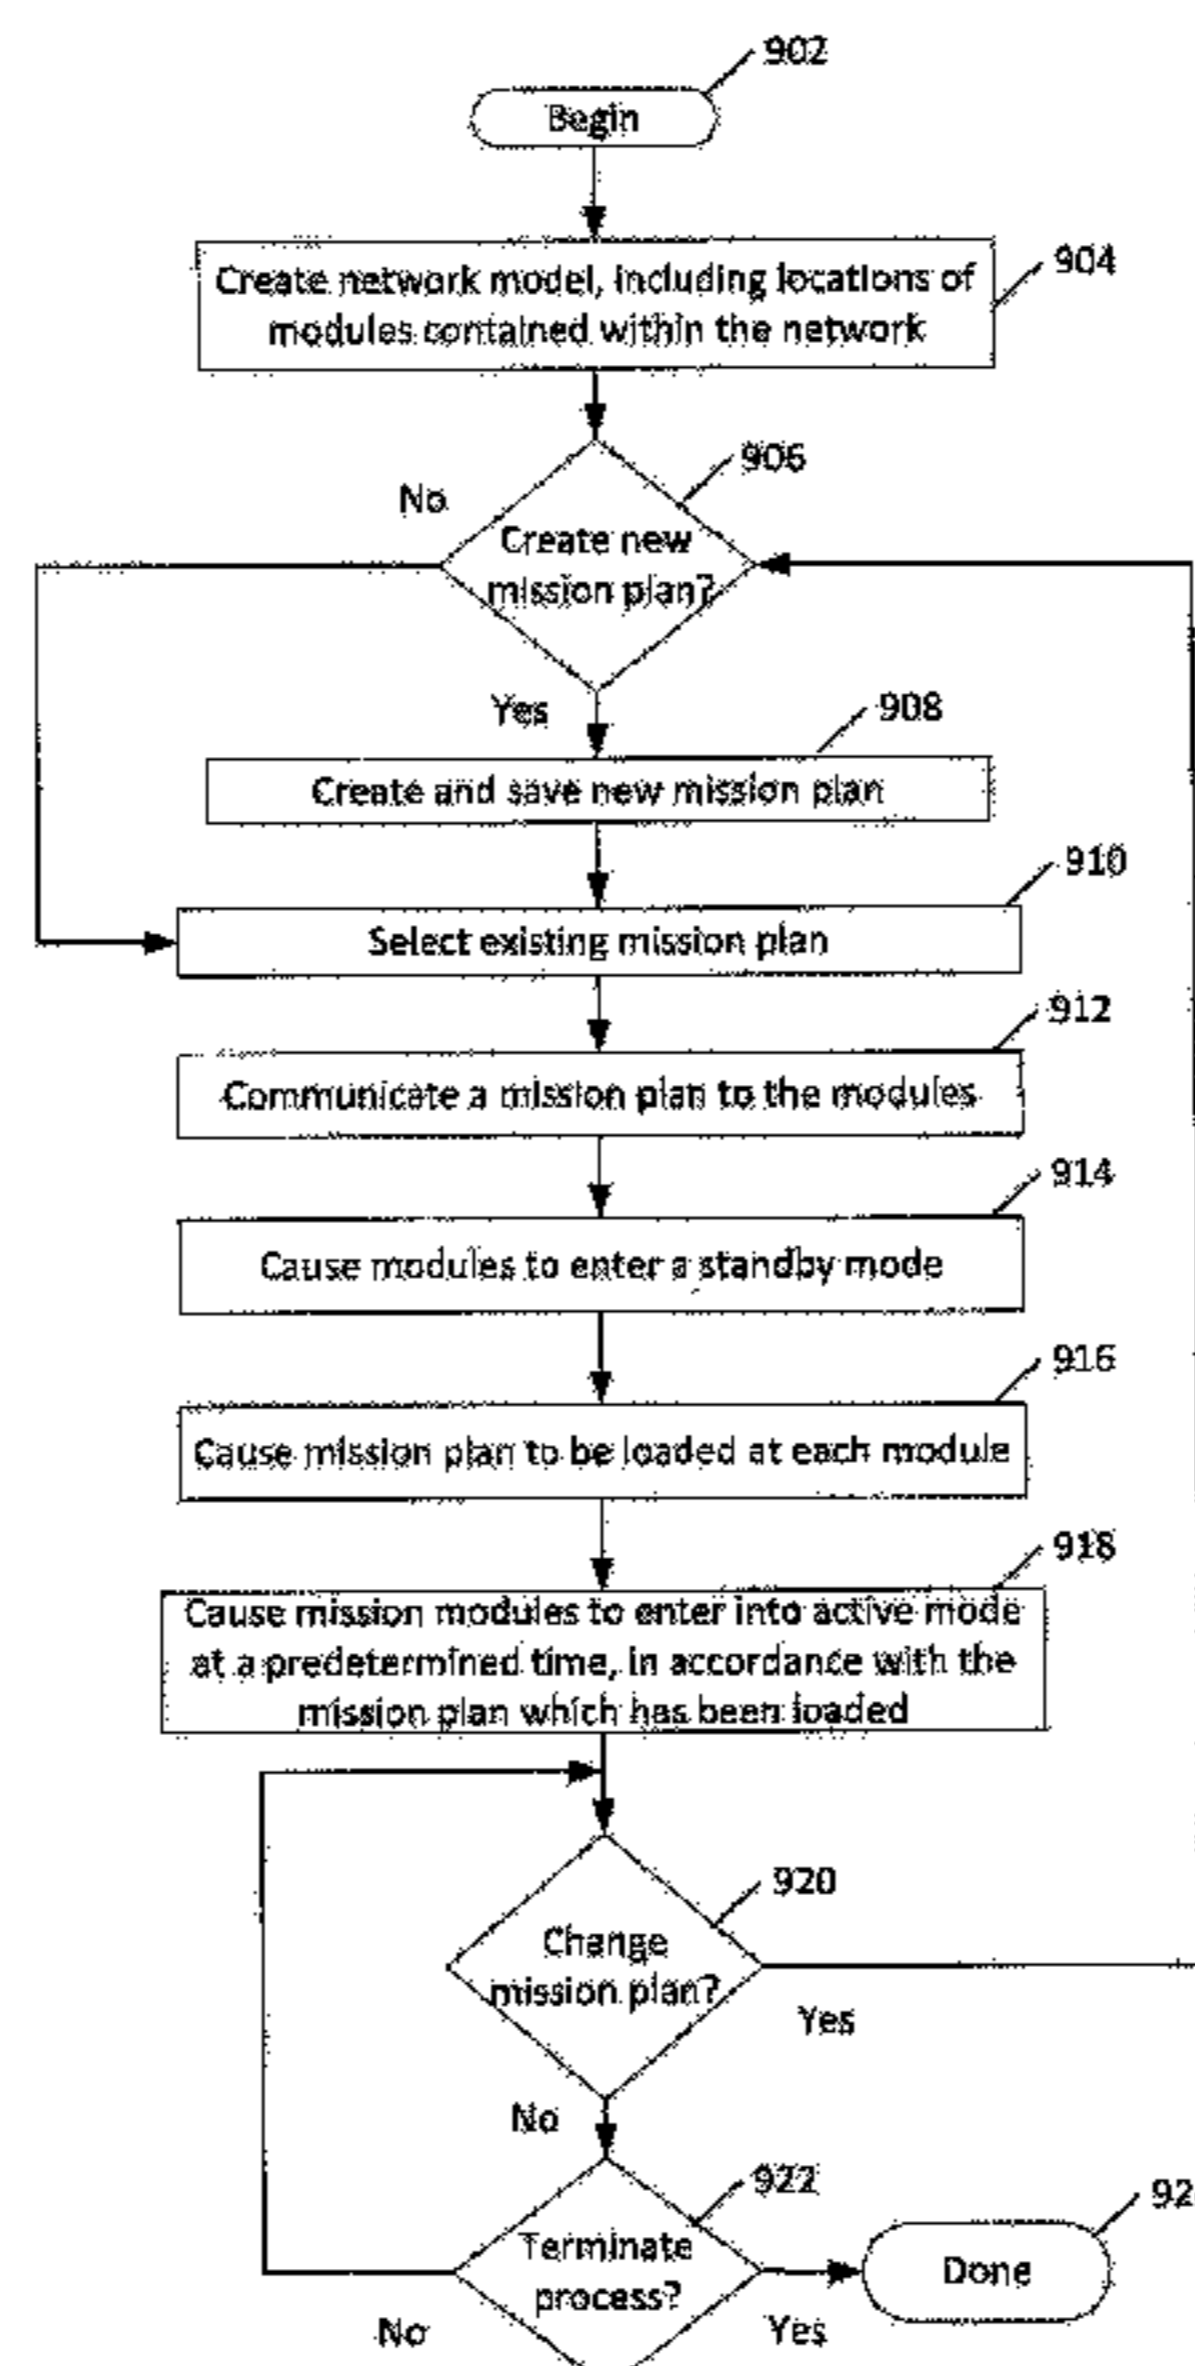 902
Begin
904
Create network model, including locations of
modules contained within the network
906
No
Create new
mission plan?
Yes
908
Create and save new mission plan
910
Select existing mission plan
912
Communicate a mission plan to the modules
914
Cause modules to enter a standby mode
916
Cause mission plan to be loaded at each module
918
Cause mission modules to enter into active mode
at a predetermined time, in accordance with the
mission plan which has been loaded
920
Change
mission plan?
Yes
No
922
Terminate
process?
No
Yes
Done